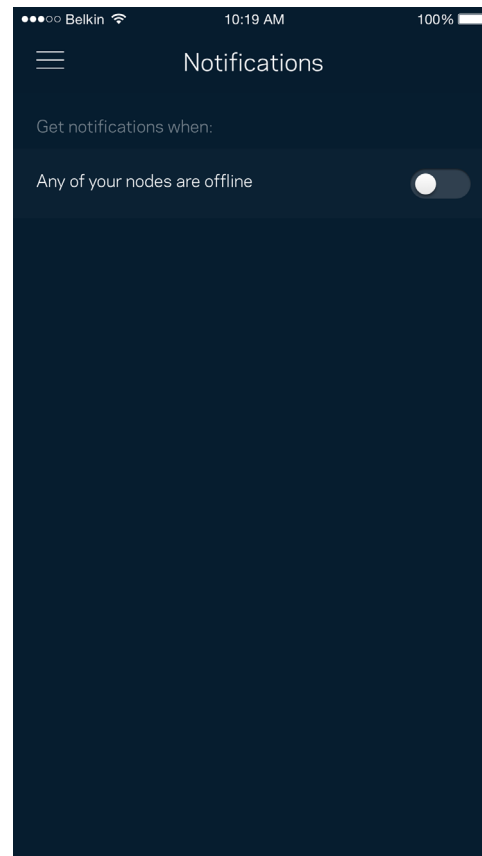 ●●●○○ Belkin 10:19 AM 100%
Notifications
Get notifications when:
Any of your nodes are offline